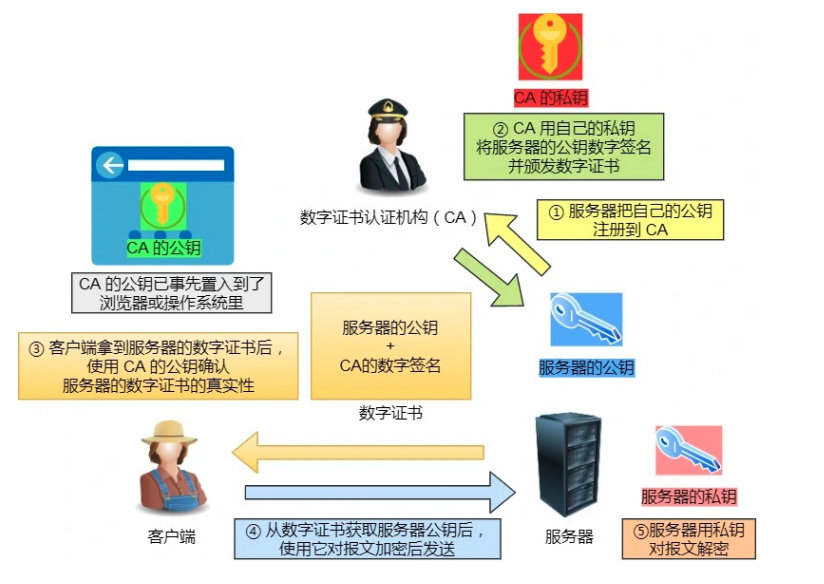 CA 的私钥
② CA 用自己的私钥
将服务器的公钥数字签名
并颁发数字证书
数字证书认证机构（CA）
① 服务器把自己的公钥
注册到 CA
CA 的公钥
CA 的公钥已事先置入到了
浏览器或操作系统里
③ 客户端拿到服务器的数字证书后，
使用 CA 的公钥确认
服务器的数字证书的真实性
服务器的公钥
+
CA的数字签名
数字证书
服务器的公钥
客户端
服务器
服务器的私钥
④ 从数字证书获取服务器公钥后，
使用它对报文加密后发送
⑤服务器用私钥
对报文解密